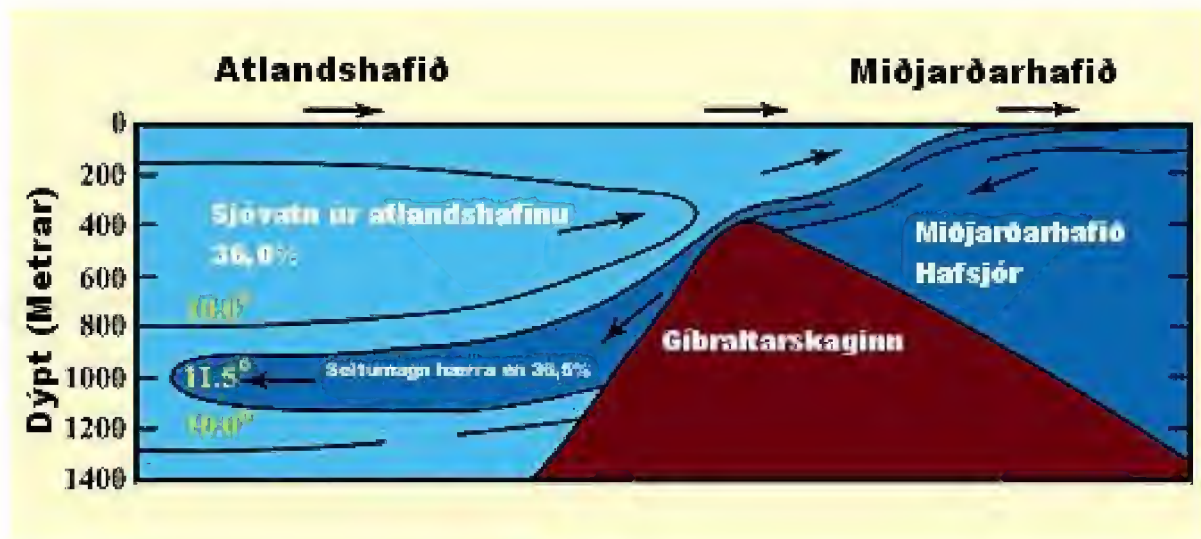 Atlandshafið
Miðjarðarhafið
0
200
400
600
800
1000
1200
1400
Dýpt (Metrar)
Sjóvatn úr atlandshafinu
36,0%
10.0°
11.5°
Seltumagn hærra en 36,5%
10.0°
Miðjarðarhafið
Hafsjór
Gíbraltarskaginn